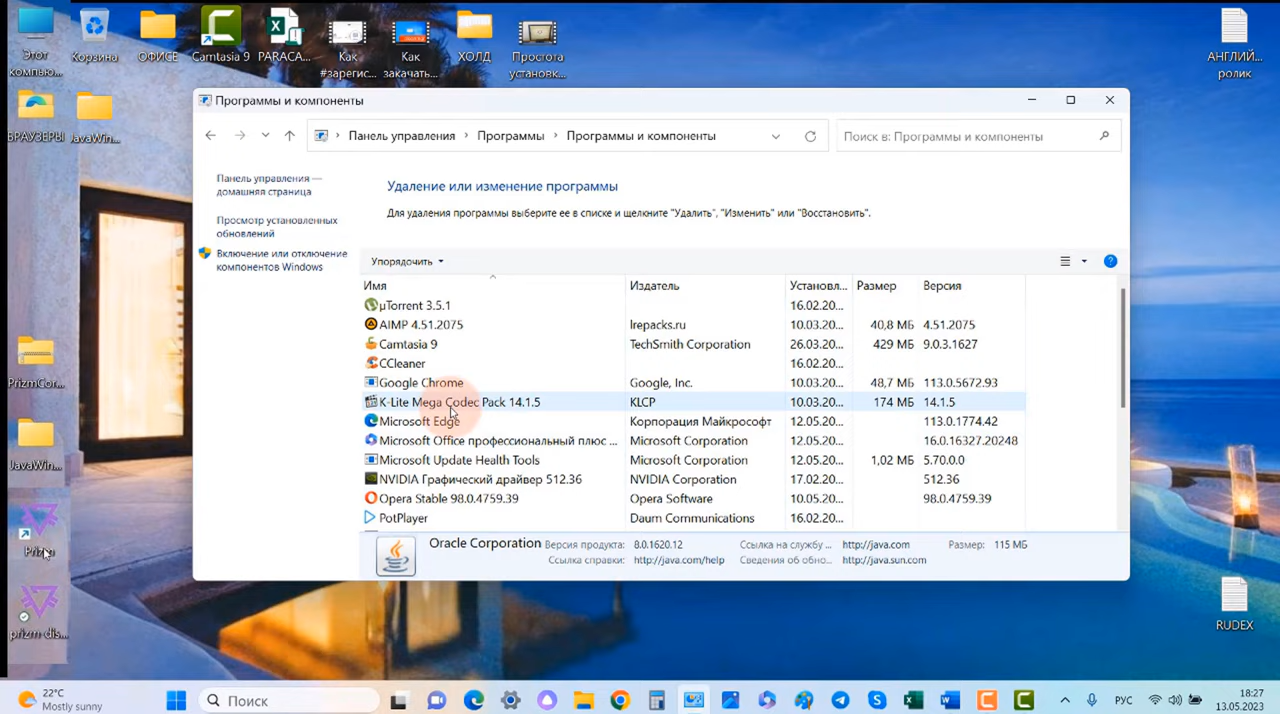 Этот компью...
Корзина
ОФИСЕ
Camtasia 9
PARACA...
Как #зарегис...
Как закачать...
ХОЛД
Простота установк...
АНГЛИЙ... ролик
БРАУЗЕРЫ
JavaWin...
Программы и компоненты
Панель управления
Программы
Программы и компоненты
Поиск в: Программы и компоненты
Панель управления — домашняя страница
Просмотр установленных обновлений
Включение или отключение компонентов Windows
Удаление или изменение программы
Для удаления программы выберите ее в списке и щелкните "Удалить", "Изменить" или "Восстановить".
Упорядочить
Имя Издатель Установл... Размер Версия
µTorrent 3.5.1 16.02.20...
AIMP 4.51.2075 lrepacks.ru 10.03.20... 40,8 МБ 4.51.2075
Camtasia 9 TechSmith Corporation 26.03.20... 429 МБ 9.0.3.1627
CCleaner 16.02.20...
Google Chrome Google, Inc. 10.03.20... 48,7 МБ 113.0.5672.93
K-Lite Mega Codec Pack 14.1.5 KLCP 10.03.20... 174 МБ 14.1.5
Microsoft Edge Корпорация Майкрософт 12.05.20... 113.0.1774.42
Microsoft Office профессиональный плюс ... Microsoft Corporation 12.05.20... 16.0.16327.20248
Microsoft Update Health Tools Microsoft Corporation 12.05.20... 1,02 МБ 5.70.0.0
NVIDIA Графический драйвер 512.36 NVIDIA Corporation 17.02.20... 512.36
Opera Stable 98.0.4759.39 Opera Software 10.05.20... 98.0.4759.39
PotPlayer Daum Communications 16.02.20...
Oracle Corporation Версия продукта: 8.0.1620.12 Ссылка на службу ... http://java.com Размер: 115 МБ
Ссылка справки: http://java.com/help Сведения об обно... http://java.sun.com
PrizmCor...
JavaWin...
Prizm
prizm-dis...
RUDEX
22°C
Mostly sunny
Поиск
РУС
18:27
13.05.2023